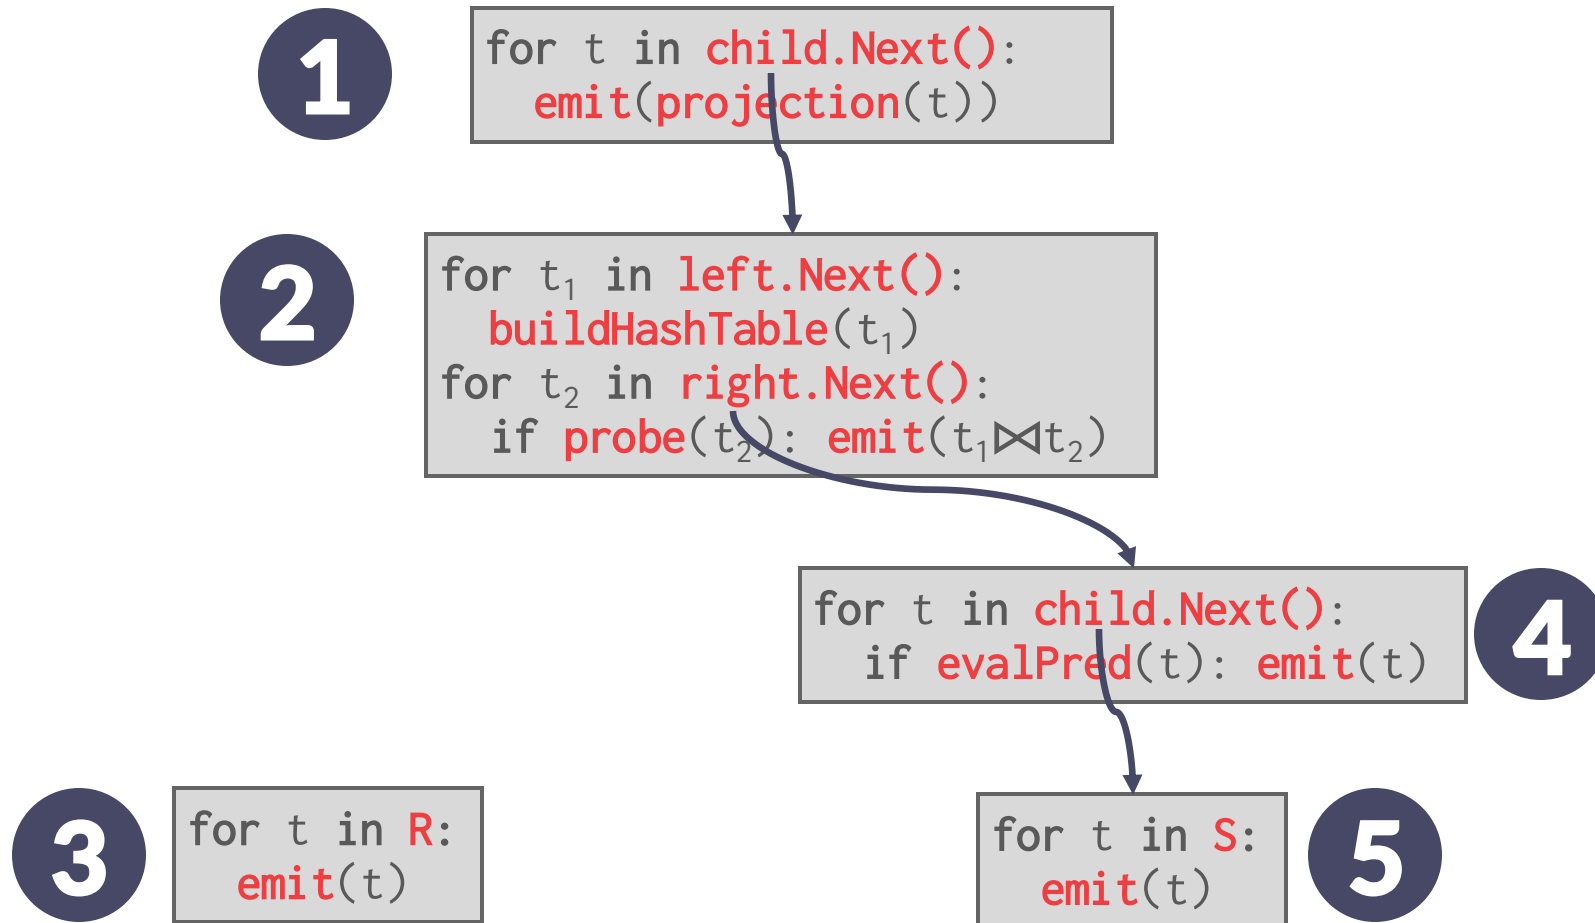 1
for t in child.Next():
emit(projection(t))
2
for t₁ in left.Next():
buildHashTable(t₁)
for t₂ in right.Next():
if probe(t₂): emit(t₁⋈t₂)
for t in child.Next():
if evalPred(t): emit(t)
4
3
for t in R:
emit(t)
for t in S:
emit(t)
5